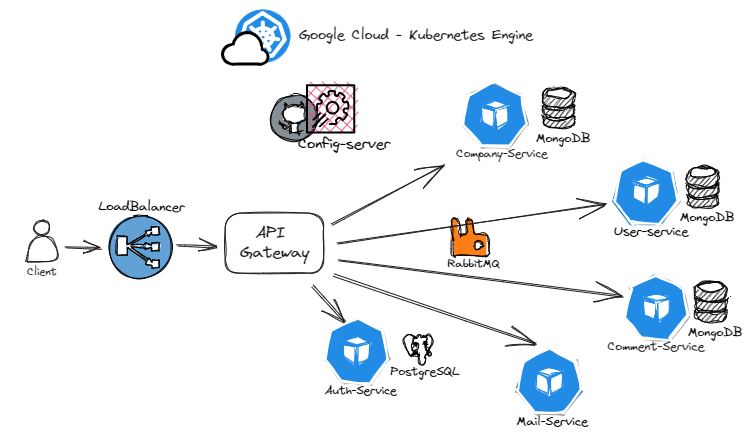 Google Cloud - Kubernetes Engine
Config-server
Company-Service
MongoDB
LoadBalancer
API
Gateway
Client
User-service
MongoDB
RabbitMQ
Comment-Service
MongoDB
Auth-Service
PostgreSQL
Mail-Service